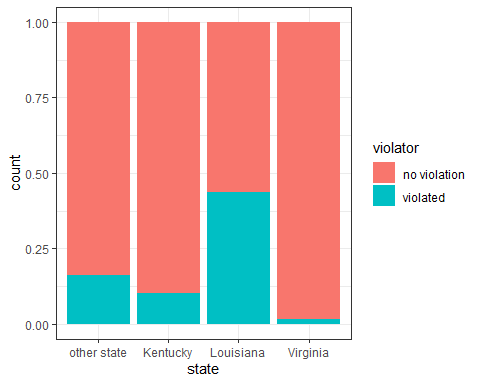 1.00
0.75
0.50
0.25
0.00
count
other state
Kentucky
Louisiana
Virginia
state
violator
no violation
violated